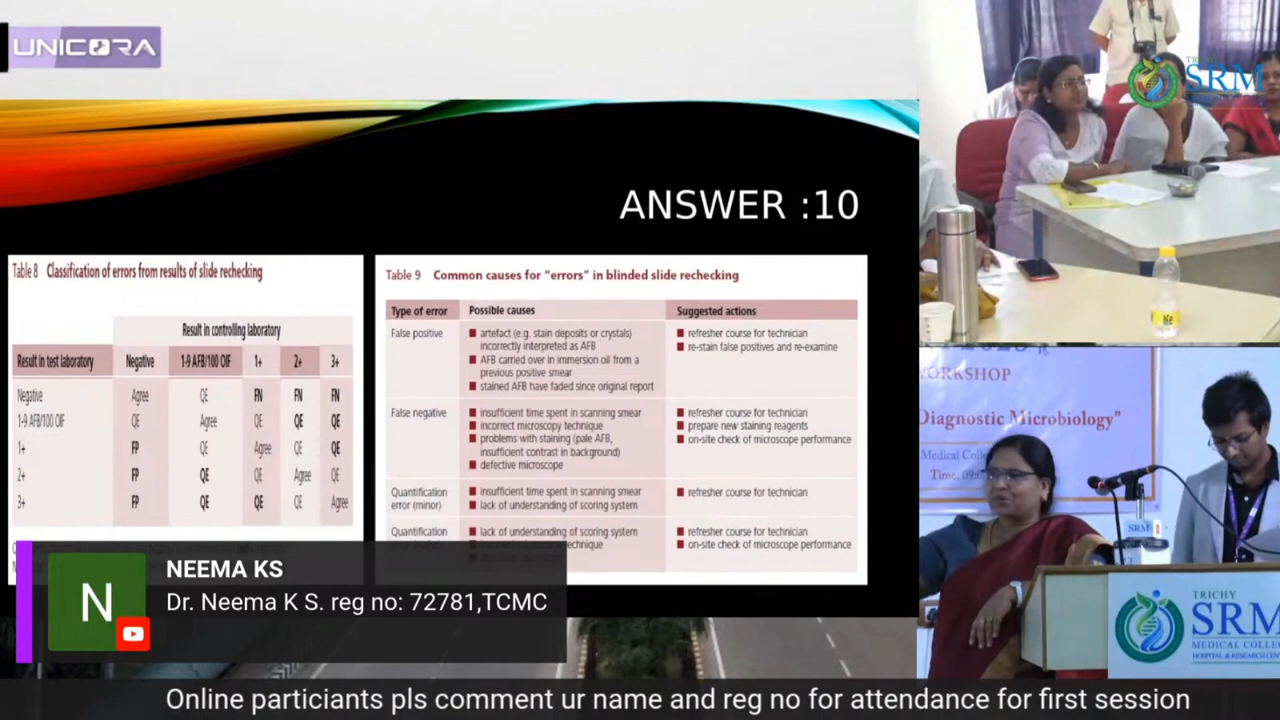 UNICORA
ANSWER :10
Table 8 Classification of errors from results of slide rechecking
Result in controlling laboratory
Result in test laboratory Negative 1-9 AFB/100 OIF 1+ 2+ 3+
Negative Agree QE FN FN FN
1-9 AFB/100 OIF QE Agree QE QE QE
1+ FP QE Agree QE QE
2+ FP QE QE Agree QE
3+ FP QE QE QE Agree
Table 9 Common causes for "errors" in blinded slide rechecking
Type of error Possible causes Suggested actions
False positive artefact (e.g. stain deposits or crystals) refresher course for technician
incorrectly interpreted as AFB re-stain false positives and re-examine
AFB carried over in immersion oil from a
previous positive smear
stained AFB have faded since original report
False negative insufficient time spent in scanning smear refresher course for technician
incorrect microscopy technique prepare new staining reagents
problems with staining (pale AFB, on-site check of microscope performance
insufficient contrast in background)
defective microscope
Quantification insufficient time spent in scanning smear refresher course for technician
error (minor) lack of understanding of scoring system
Quantification lack of understanding of scoring system refresher course for technician
technique on-site check of microscope performance
N
NEEMA KS
Dr. Neema K S. reg no: 72781,TCMC
Online particiants pls comment ur name and reg no for attendance for first session
TRICHY
SRM
Ke
WORKSHOP
Diagnostic Microbiology"
Medical
Time:
SRM
TRICHY
SRM
MEDICAL
HOSPITAL & RESEARCH